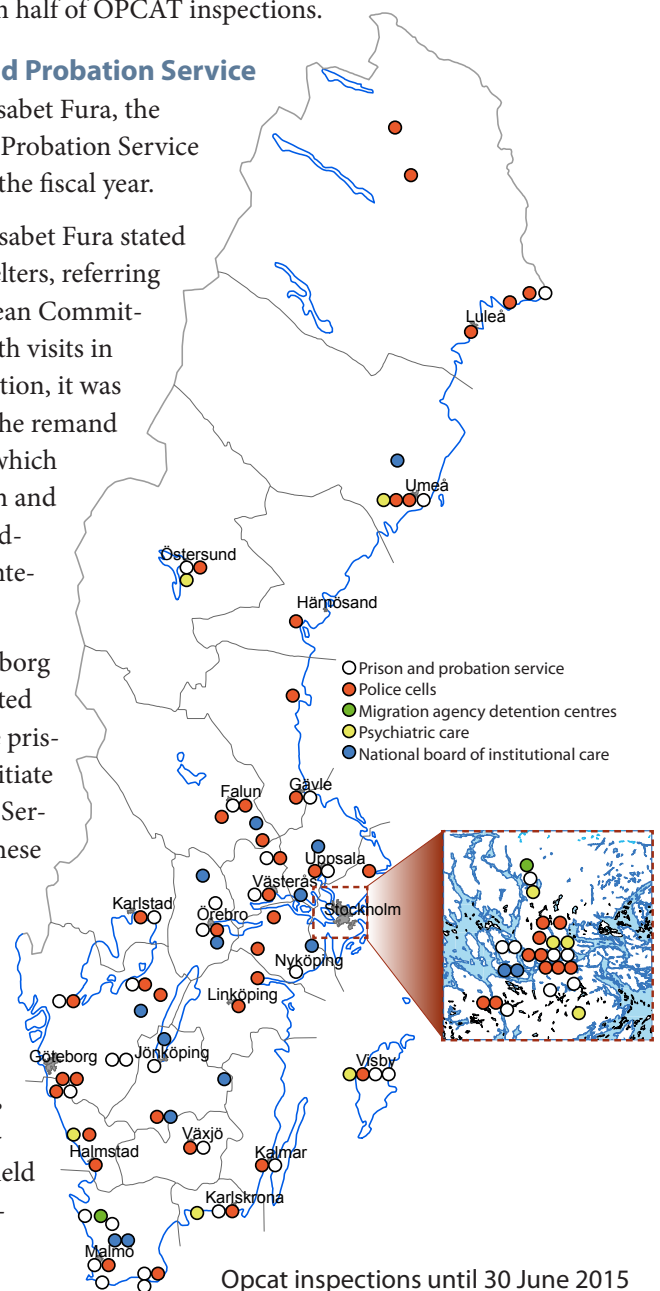 n half of OPCAT inspections.
d Probation Service
sabet Fura, the
Probation Service
the fiscal year.
sabet Fura stated
elters, referring
ean Commit-
th visits in
tion, it was
he remand
which
n and
d-
nte-
borg
ted
e pris-
itiate
Ser-
nese
eld
-
Luleå
Umeå
Östersund
Härnösand
Prison and probation service
Police cells
Migration agency detention centres
Psychiatric care
National board of institutional care
Falun
Gävle
Uppsala
Västerås
Karlstad
Örebro
Stockholm
Nyköping
Linköping
Göteborg
Jönköping
Visby
Växjö
Halmstad
Kalmar
Karlskrona
Malmö
Opcat inspections until 30 June 2015